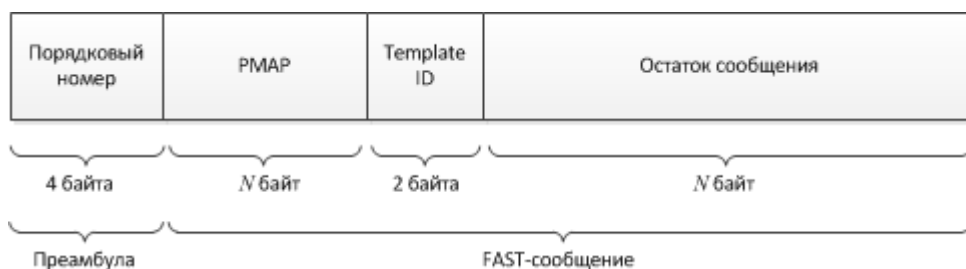 Порядковый
номер
PMAP
Template
ID
Остаток сообщения
4 байта
N байт
2 байта
N байт
Преамбула
FAST-сообщение